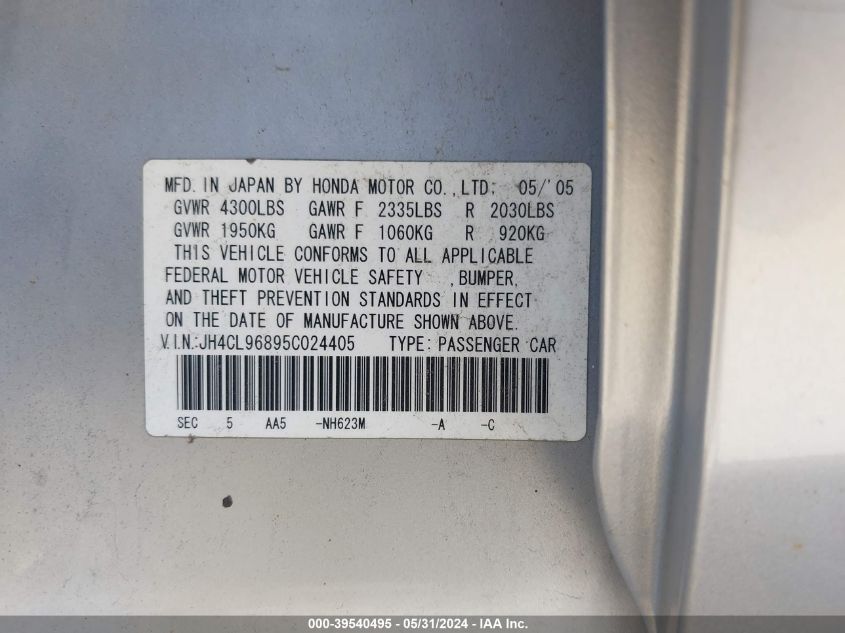 MFD. IN JAPAN BY HONDA MOTOR CO.,LTD. 05/'05
GVWR 4300LBS GAWR F 2335LBS R 2030LBS
GVWR 1950KG GAWR F 1060KG R 920KG
THIS VEHICLE CONFORMS TO ALL APPLICABLE
FEDERAL MOTOR VEHICLE SAFETY ,BUMPER,
AND THEFT PREVENTION STANDARDS IN EFFECT
ON THE DATE OF MANUFACTURE SHOWN ABOVE.
V.I.N.:JH4CL96895C024405 TYPE: PASSENGER CAR
SEC 5 AA5 -NH623M -A -C
000-39540495 - 05/31/2024 - IAA Inc.